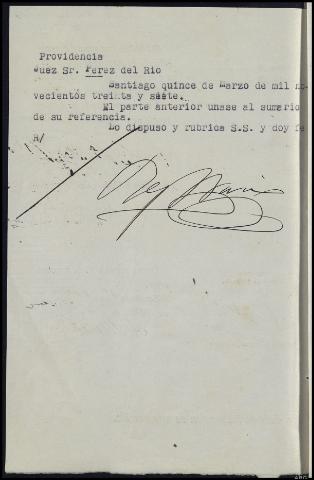 Providencia
Juez Sr. Perez del Rio
Santiago quince de Marzo de mil no-
vecientos treinta y siete.
El parte anterior unase al sumario
de su referencia.
Lo dispuso y rubrica S.S. y doy fe
R/